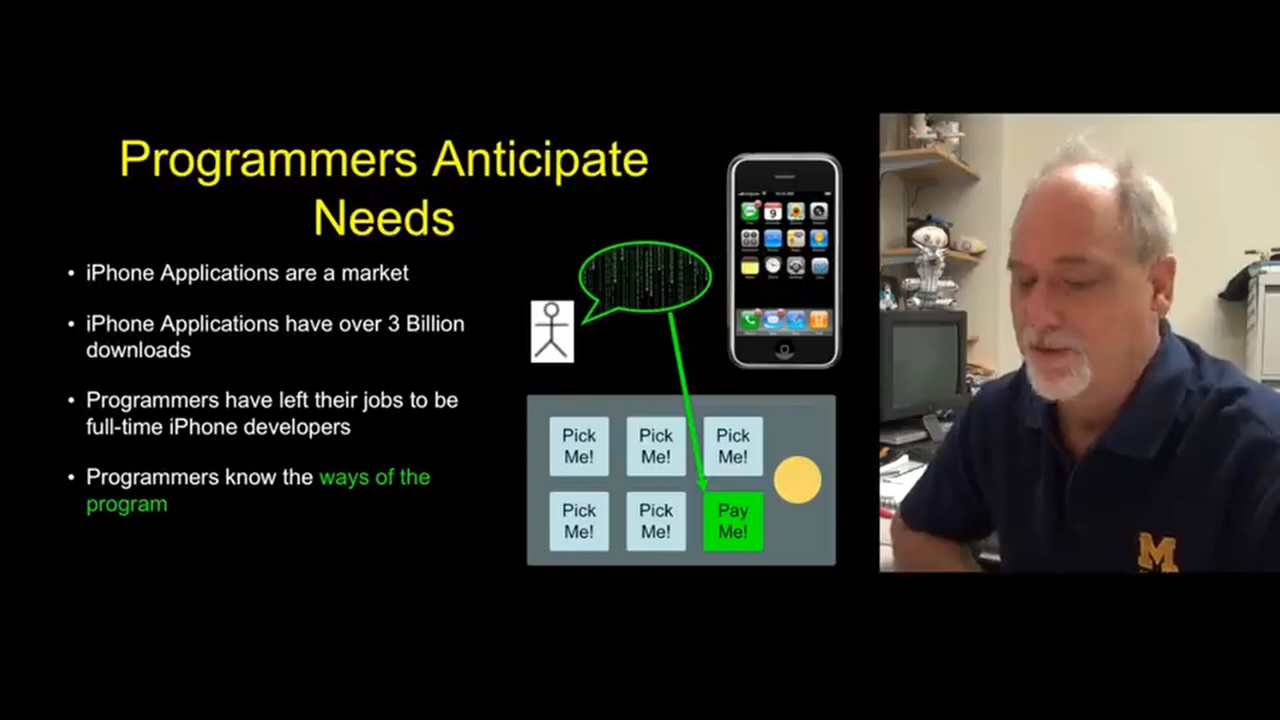 Programmers Anticipate
Needs
• iPhone Applications are a market
• iPhone Applications have over 3 Billion
downloads
• Programmers have left their jobs to be
full-time iPhone developers
• Programmers know the ways of the
program
9
Pick
Me!
Pick
Me!
Pick
Me!
Pick
Me!
Pick
Me!
Pay
Me!
M